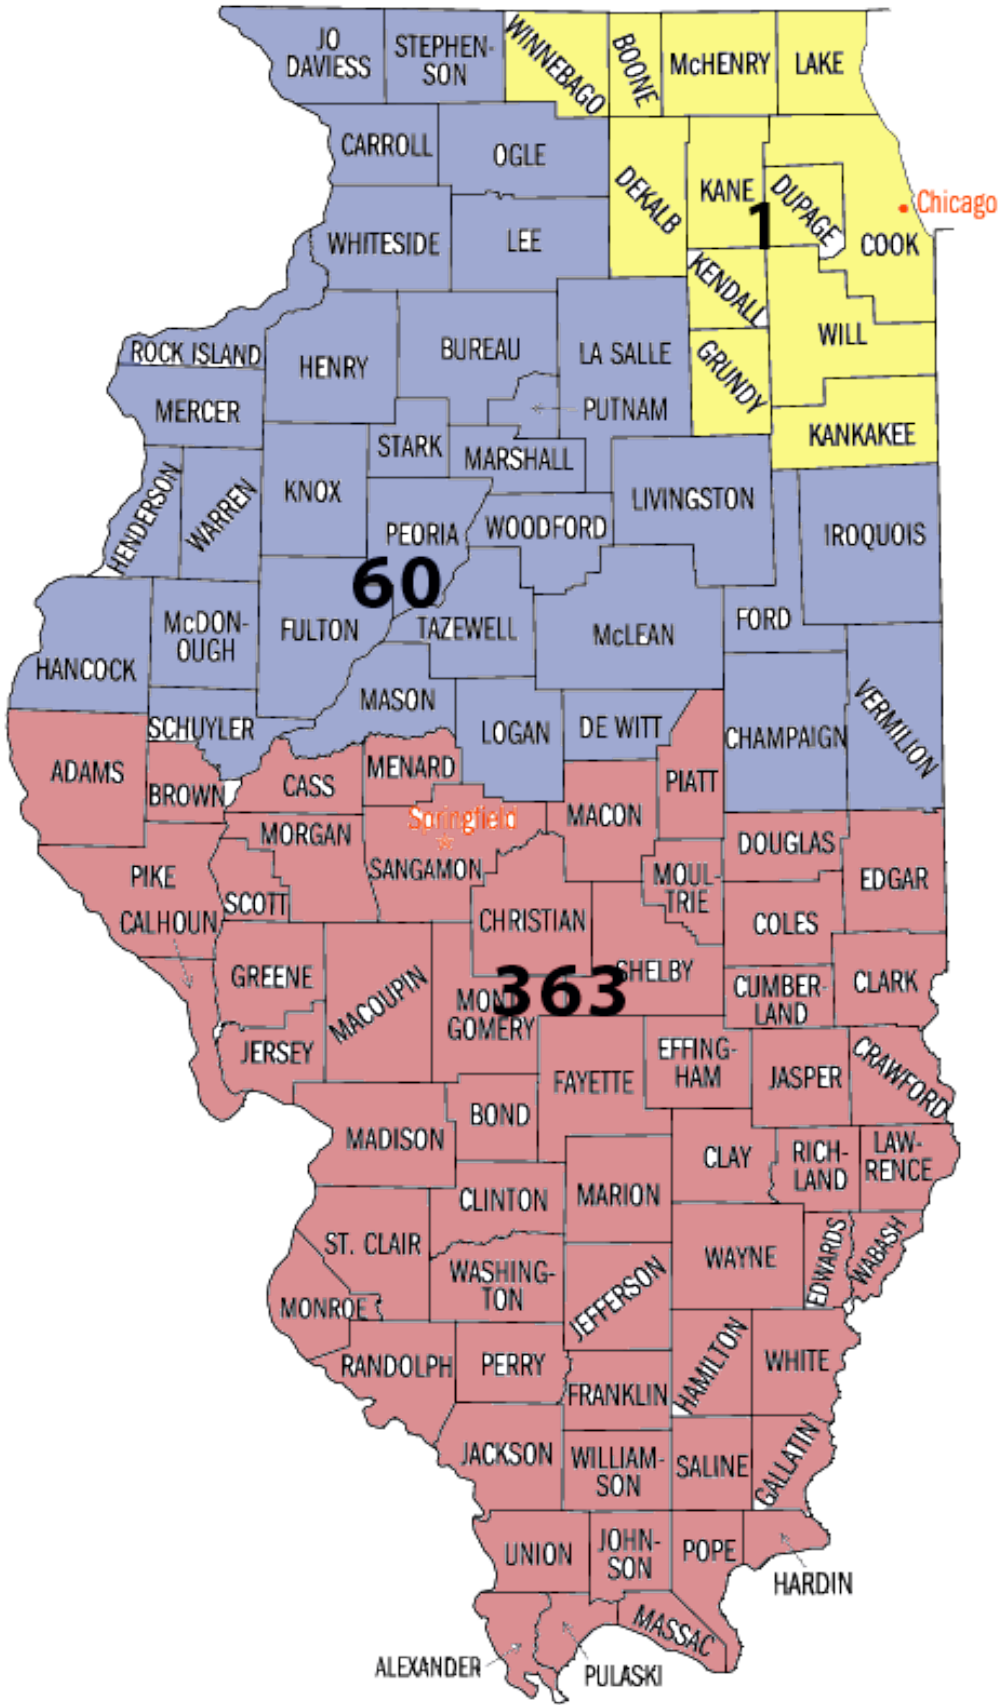 JO
DAVIESS
STEPHEN-
SON
WINNEBAGO
BOONE
McHENRY
LAKE
CARROLL
OGLE
DEKALB
KANE
DUPAGE
Chicago
1
COOK
WHITESIDE
LEE
KENDALL
WILL
ROCK ISLAND
HENRY
BUREAU
LA SALLE
GRUNDY
MERCER
PUTNAM
KANKAKEE
STARK
MARSHALL
HENDERSON
WARREN
KNOX
PEORIA
WOODFORD
LIVINGSTON
IROQUOIS
60
McDON-
OUGH
FULTON
TAZEWELL
McLEAN
FORD
HANCOCK
MASON
SCHUYLER
LOGAN
DE WITT
CHAMPAIGN
VERMILION
ADAMS
BROWN
CASS
MENARD
PIATT
Springfield
MACON
MORGAN
SANGAMON
DOUGLAS
PIKE
SCOTT
MOUL-
TRIE
EDGAR
CALHOUN
CHRISTIAN
COLES
GREENE
MACOUPIN
363
SHELBY
CUMBER-
LAND
CLARK
MONT
GOMERY
JERSEY
FAYETTE
EFFING-
HAM
JASPER
CRAWFORD
BOND
MADISON
CLAY
RICH-
LAND
LAW-
RENCE
CLINTON
MARION
ST. CLAIR
WAYNE
EDWARDS
WABASH
WASHING-
TON
JEFFERSON
MONROE
RANDOLPH
PERRY
FRANKLIN
HAMILTON
WHITE
JACKSON
WILLIAM-
SON
SALINE
GALLATIN
UNION
JOHN-
SON
POPE
HARDIN
MASSAC
ALEXANDER
PULASKI